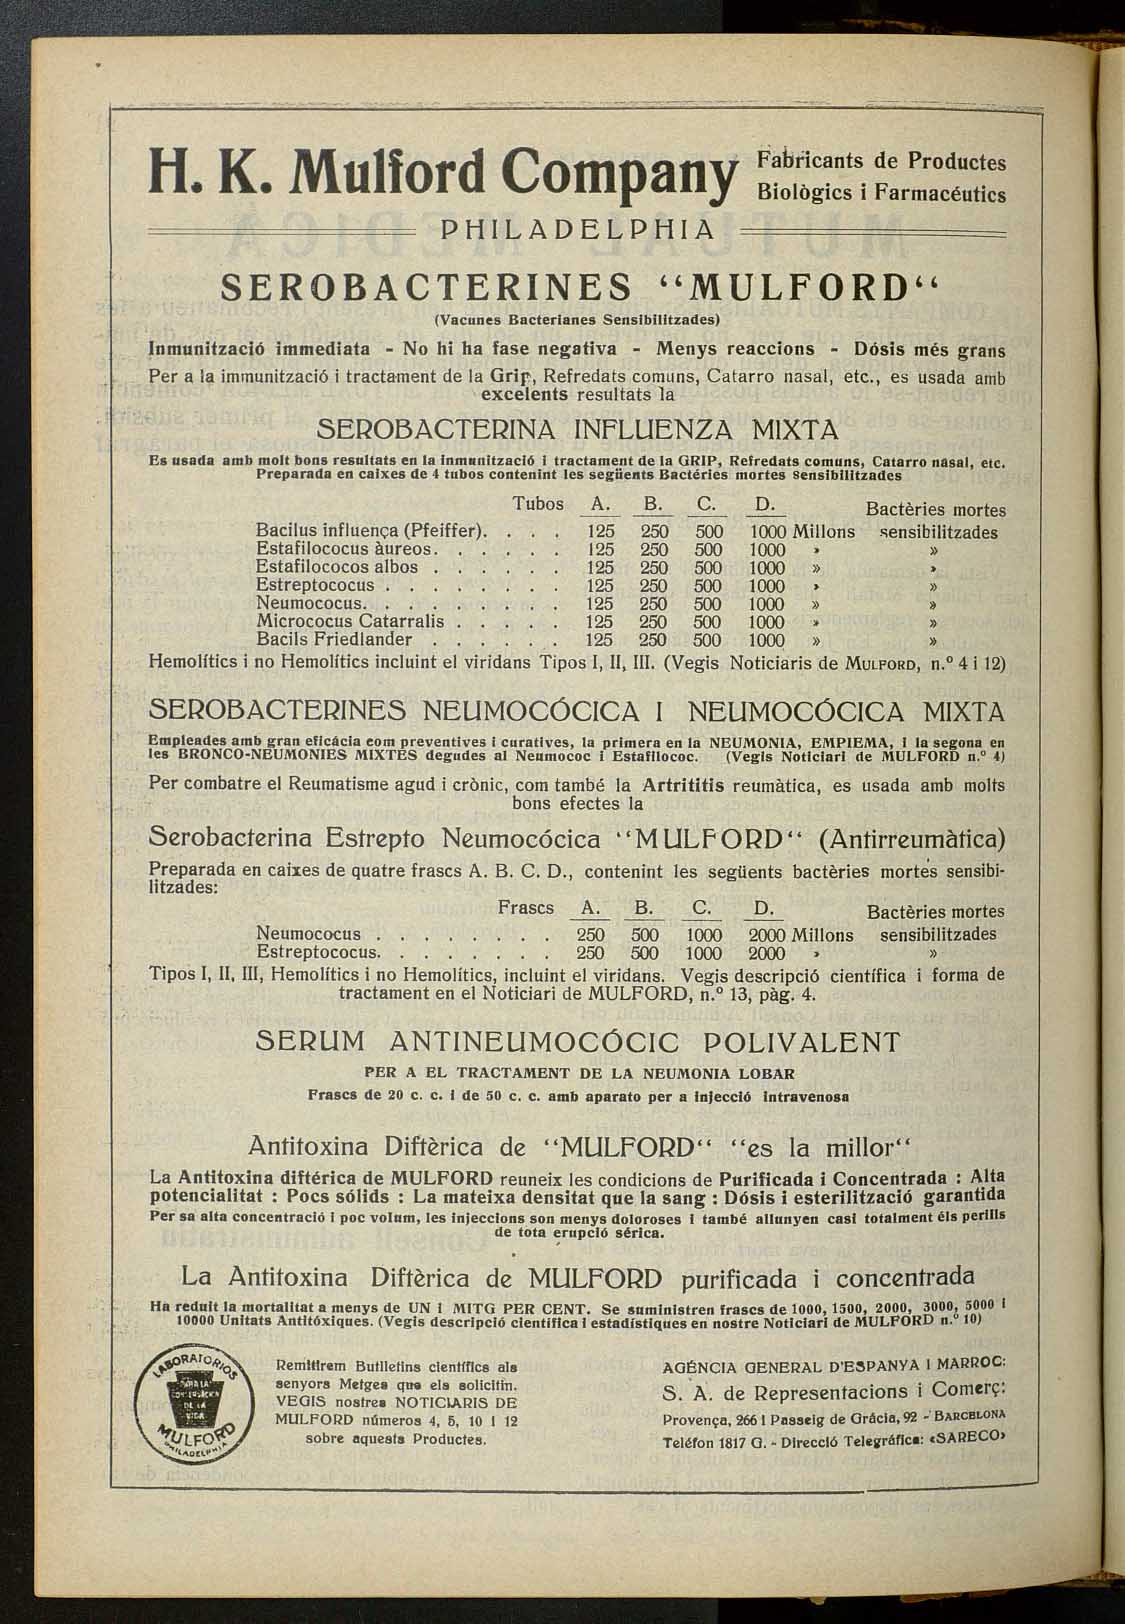 H. K. Mulford Company
Fabricants de Productes
Biològics i Farmacéutics
PHILADELPHIA
SEROBACTERINES “MULFORD“
(Vacunes Bacterianes Sensibilitzades)
Inmunització immediata - No hi ha fase negativa - Menys reaccions - Dósis més grans
Per a la immunització i tractament de la Grip, Refredats comuns, Catarro nasal, etc., es usada amb
excelents resultats la
SEROBACTERINA INFLUENZA MIXTA
Es usada amb molt bons resultats en la inmunització i tractament de la GRIP, Refredats comuns, Catarro nasal, etc.
Preparada en caixes de 4 tubos contenint les següents Bactéries mortes sensibilitzades
Tubos A. B. C. D. Bactèries mortes
Bacilus influença (Pfeiffer). . . . 125 250 500 1000 Millons sensibilitzades
Estafilococus àureos. . . . . . 125 250 500 1000 » »
Estafilococos albos . . . . . . 125 250 500 1000 » »
Estreptococus . . . . . . . . 125 250 500 1000 » »
Neumococus. . . . . . . . . 125 250 500 1000 » »
Micrococus Catarralis . . . . . 125 250 500 1000 » »
Bacils Friedlander . . . . . . 125 250 500 1000 » »
Hemolítics i no Hemolítics incluint el viridans Tipos I, II, III. (Vegis Noticiaris de MULFORD, n.º 4 i 12)
SEROBACTERINES NEUMOCÓCICA I NEUMOCÓCICA MIXTA
Empleades amb gran eficácia com preventives i curatives, la primera en la NEUMONIA, EMPIEMA, i la segona en
les BRONCO-NEUMONIES MIXTES degudes al Neumococ i Estafilococ. (Vegis Noticiari de MULFORD n.º 4)
Per combatre el Reumatisme agud i crònic, com també la Artrititis reumàtica, es usada amb molts
bons efectes la
Serobacterina Estrepto Neumocócica “MULFORD“ (Antirreumàtica)
Preparada en caixes de quatre frascs A. B. C. D., contenint les següents bactèries mortes sensibi-
litzades:
Frascs A. B. C. D. Bactèries mortes
Neumococus . . . . . . . . 250 500 1000 2000 Millons sensibilitzades
Estreptococus. . . . . . . . 250 500 1000 2000 » »
Tipos I, II, III, Hemolítics i no Hemolítics, incluint el viridans. Vegis descripció científica i forma de
tractament en el Noticiari de MULFORD, n.º 13, pàg. 4.
SERUM ANTINEUMOCÓCIC POLIVALENT
PER A EL TRACTAMENT DE LA NEUMONIA LOBAR
Frascs de 20 c. c. i de 50 c. c. amb aparato per a injecció intravenosa
Antitoxina Diftèrica de “MULFORD“ “es la millor“
La Antitoxina diftérica de MULFORD reuneix les condicions de Purificada i Concentrada : Alta
potencialitat : Pocs sólids : La mateixa densitat que la sang : Dósis i esterilització garantida
Per sa alta concentració i poc volum, les injeccions son menys doloroses i també allunyen casi totalment éls perills
de tota erupció sérica.
La Antitoxina Diftèrica de MULFORD purificada i concentrada
Ha reduit la mortalitat a menys de UN i MITG PER CENT. Se suministren frascs de 1000, 1500, 2000, 3000, 5000 i
10000 Unitats Antitóxiques. (Vegis descripció científica i estadístiques en nostre Noticiari de MULFORD n.º 10)
LABORATORIOS
PARA LA
CONSERVACIÓN
DE LA
VIDA
MULFORD
PHILADELPHIA
Remitirem Butlletins científics als
senyors Metges que els solicitin.
VEGIS nostres NOTICIARIS DE
MULFORD números 4, 5, 10 I 12
sobre aquests Productes.
AGÉNCIA GENERAL D'ESPANYA I MARROC:
S. A. de Representacions i Comerç:
Provença, 266 I Passeig de Grácia, 92 - BARCELONA
Teléfon 1817 G. - Direcció Telegráfica: «SARECO»